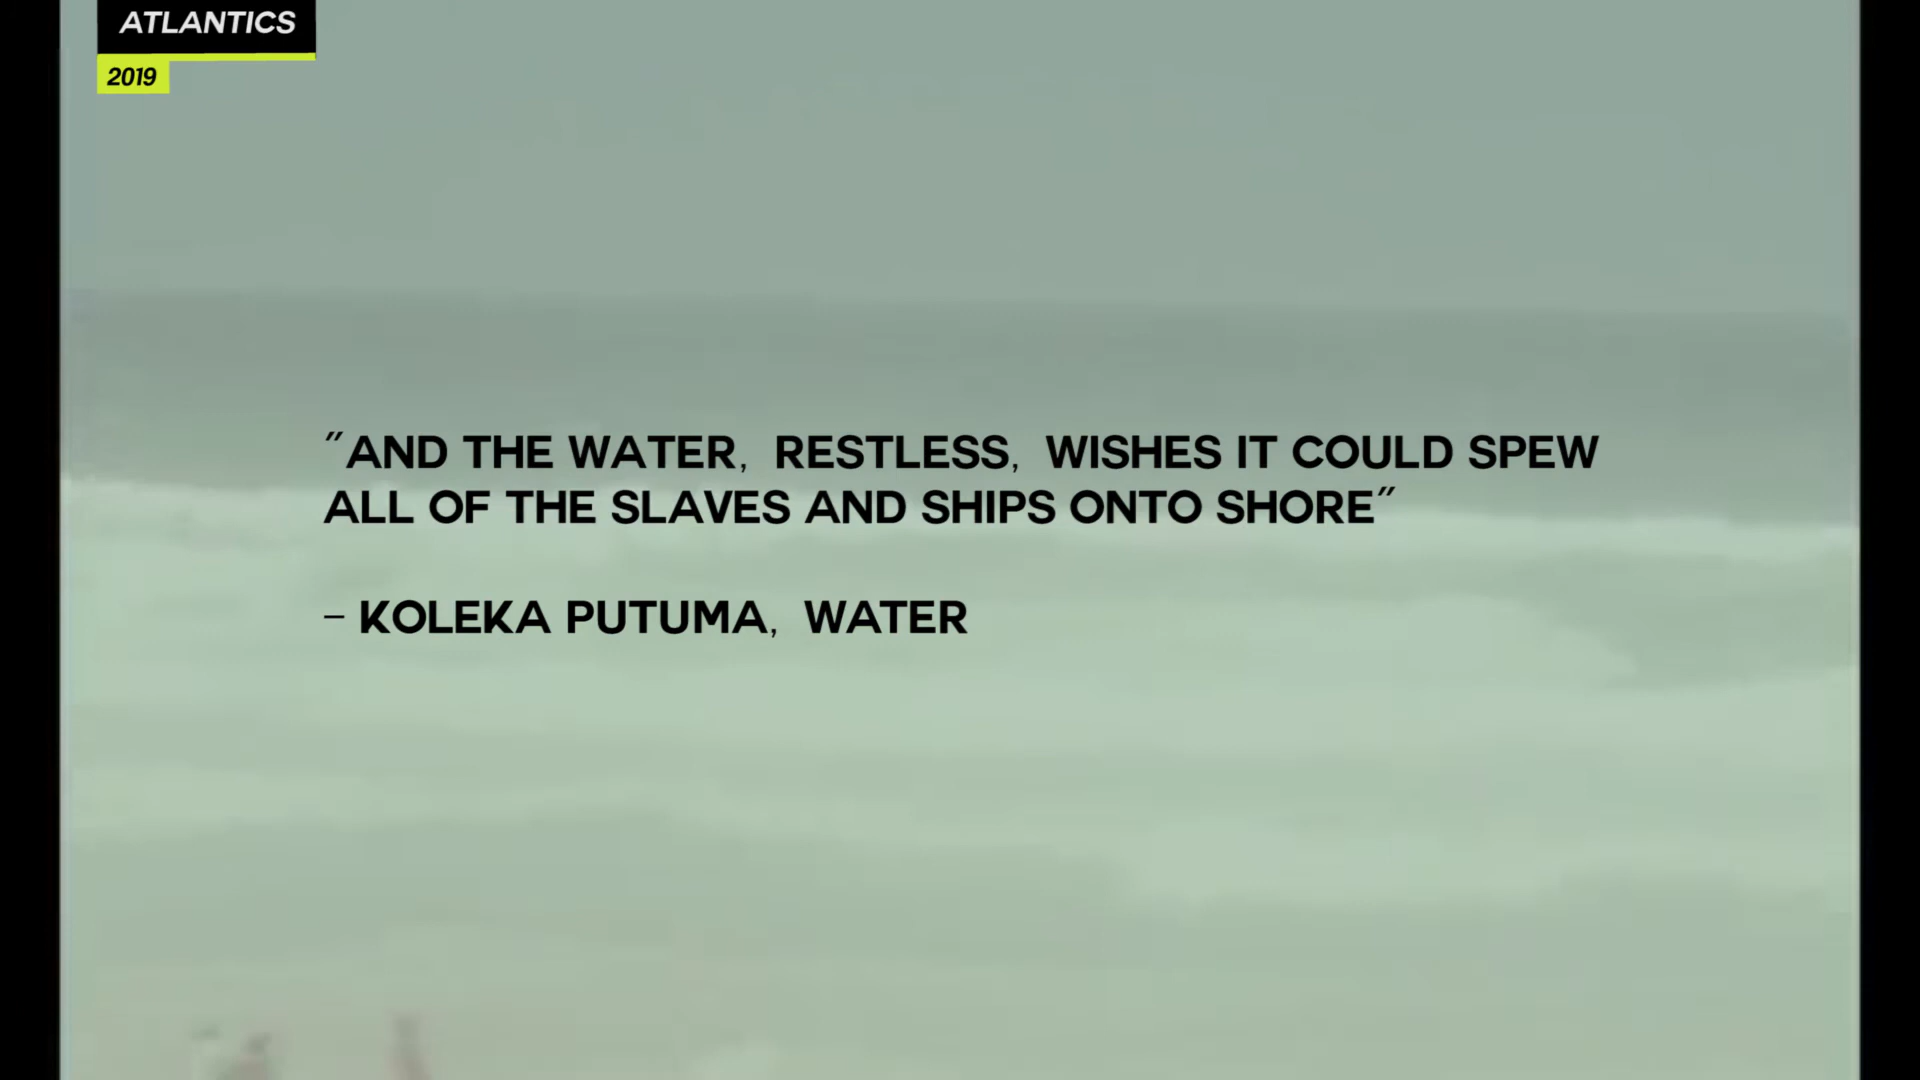 ATLANTICS
2019
"AND THE WATER, RESTLESS, WISHES IT COULD SPEW
ALL OF THE SLAVES AND SHIPS ONTO SHORE"
– KOLEKA PUTUMA, WATER